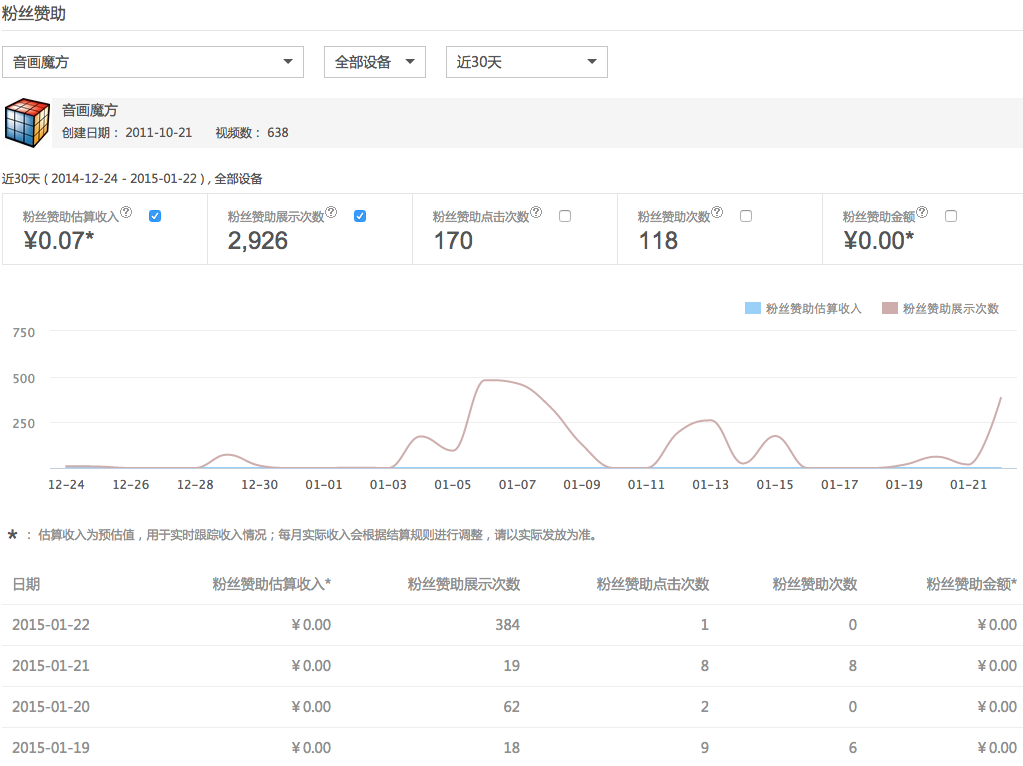 粉丝赞助
音画魔方 全部设备 近30天
音画魔方
创建日期： 2011-10-21 视频数： 638
近30天 ( 2014-12-24 - 2015-01-22 ) , 全部设备
粉丝赞助估算收入? 粉丝赞助展示次数? 粉丝赞助点击次数? 粉丝赞助次数? 粉丝赞助金额?
¥0.07* 2,926 170 118 ¥0.00*
粉丝赞助估算收入 粉丝赞助展示次数
750
500
250
12-24 12-26 12-28 12-30 01-01 01-03 01-05 01-07 01-09 01-11 01-13 01-15 01-17 01-19 01-21
* ：估算收入为预估值，用于实时跟踪收入情况；每月实际收入会根据结算规则进行调整，请以实际发放为准。
日期 粉丝赞助估算收入* 粉丝赞助展示次数 粉丝赞助点击次数 粉丝赞助次数 粉丝赞助金额*
2015-01-22 ¥0.00 384 1 0 ¥0.00
2015-01-21 ¥0.00 19 8 8 ¥0.00
2015-01-20 ¥0.00 62 2 0 ¥0.00
2015-01-19 ¥0.00 18 9 6 ¥0.00